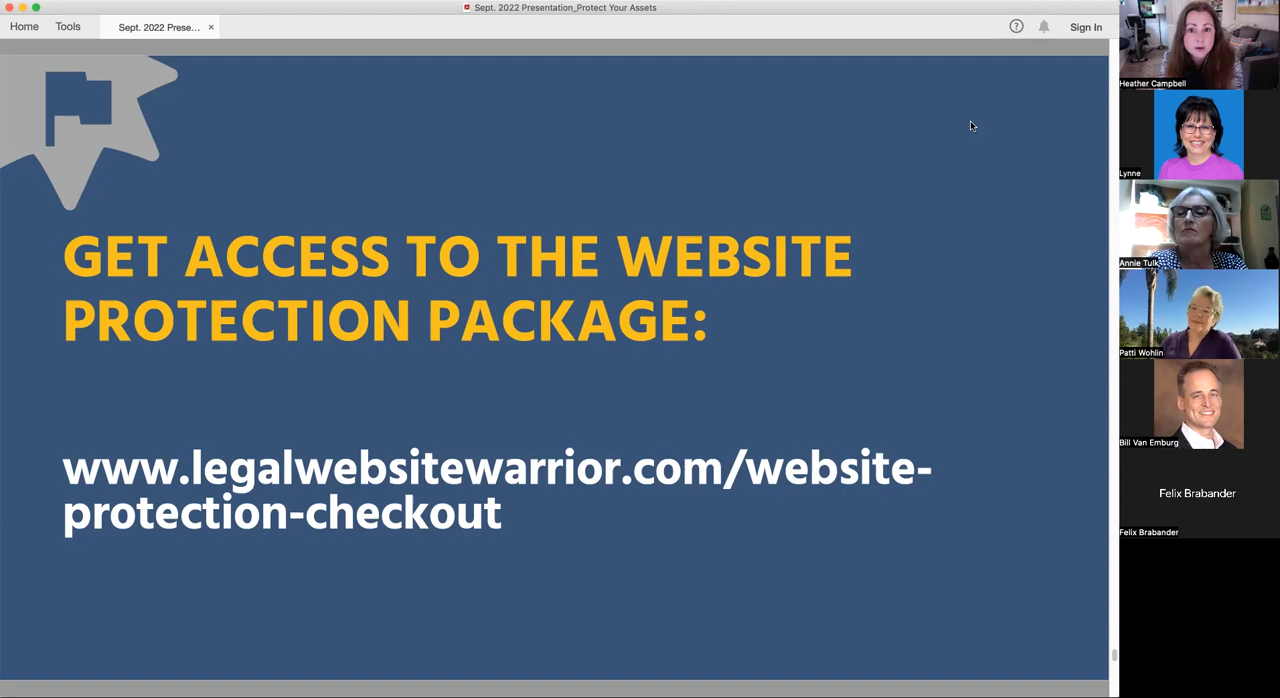 Sept. 2022 Presentation_Protect Your Assets
Home
Tools
Sept. 2022 Prese... ×
?
Sign In
GET ACCESS TO THE WEBSITE
PROTECTION PACKAGE:
www.legalwebsitewarrior.com/website-
protection-checkout
Heather Campbell
Lynne
Annie Tulk
Patti Wohlin
Bill Van Emburg
Felix Brabander
Felix Brabander